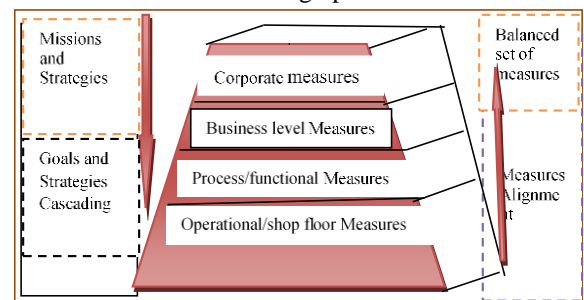 Missions
and
Strategies
Goals and
Strategies
Cascading
Corporate measures
Business level Measures
Process/functional Measures
Operational/shop floor Measures
Balanced
set of
measures
Measures
Alignme
nt